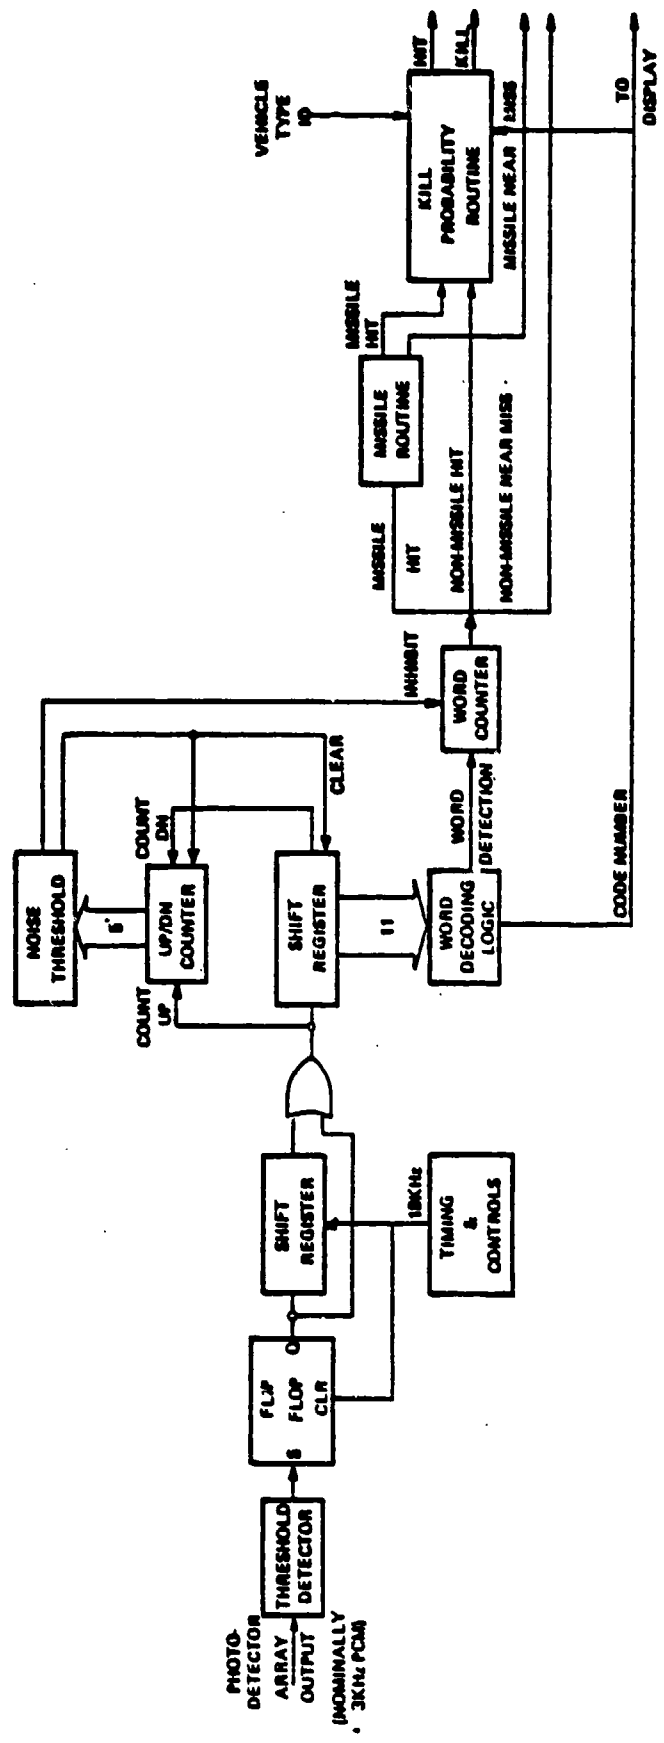 PHOTO-
DETECTOR
ARRAY
OUTPUT
(NOMINALLY
3KHz PCM)
THRESHOLD
DETECTOR
FLIP
S FLOP Q
CLR
SHIFT
REGISTER
18KHz
TIMING
&
CONTROLS
COUNT
UP
NOISE
THRESHOLD
5
UP/DN
COUNTER
COUNT
DN
SHIFT
REGISTER
CLEAR
11
WORD
DECODING
LOGIC
WORD
DETECTION
CODE NUMBER
INHIBIT
WORD
COUNTER
MISSILE
HIT
NON-MISSILE HIT
NON-MISSILE NEAR MISS
MISSILE
ROUTINE
MISSILE
HIT
MISSILE NEAR MISS
VEHICLE
TYPE
ID
KILL
PROBABILITY
ROUTINE
HIT
KILL
TO
DISPLAY